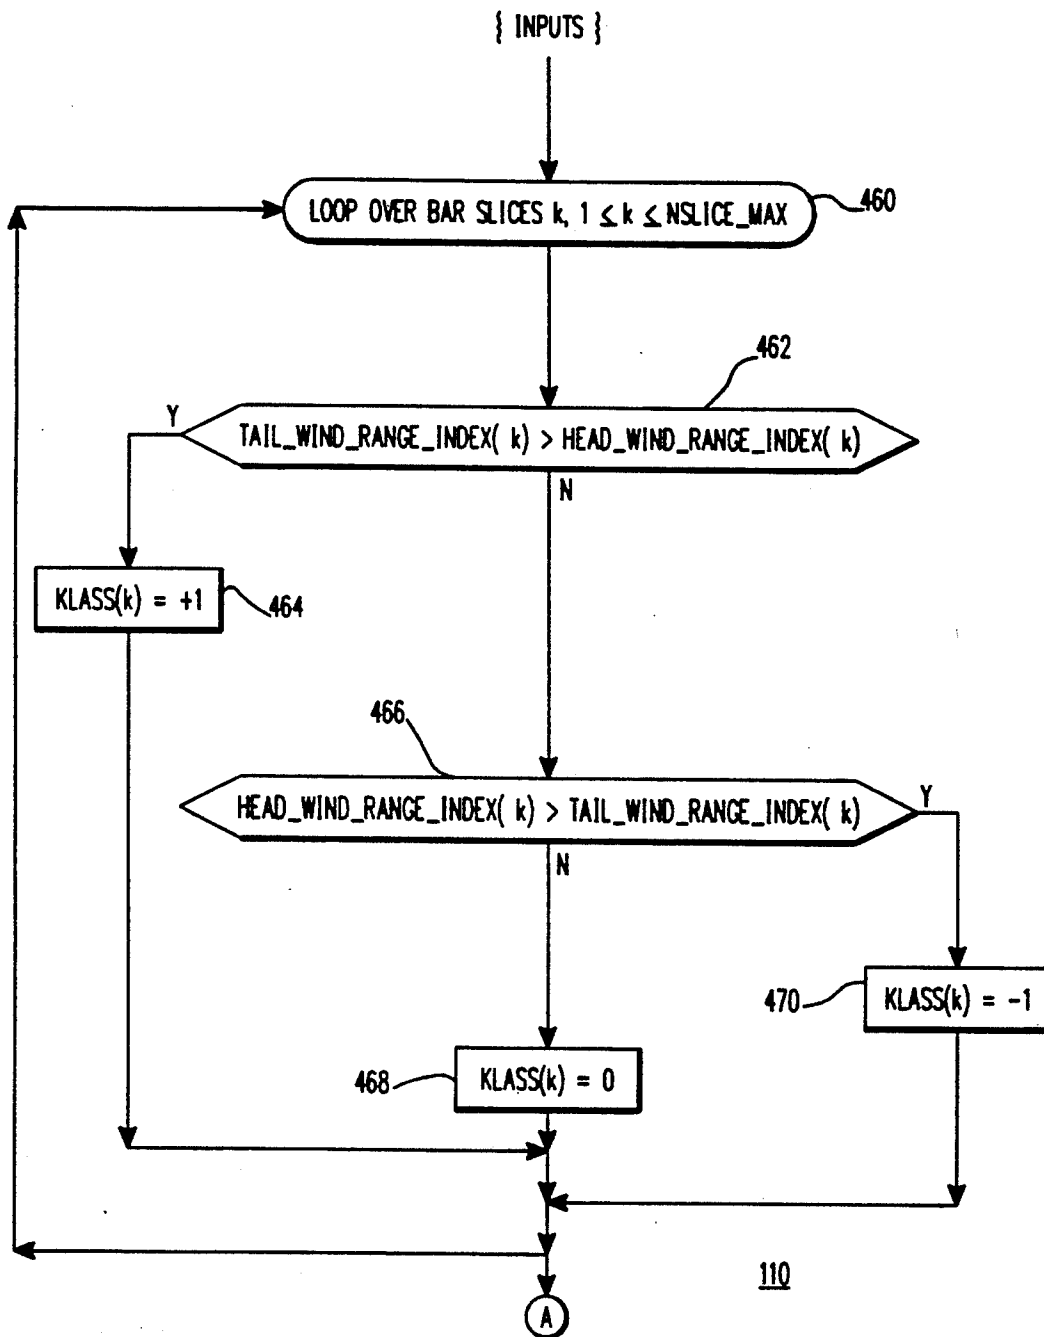 { INPUTS }
LOOP OVER BAR SLICES k, 1 ≤ k ≤ NSLICE_MAX
460
462
Y
TAIL_WIND_RANGE_INDEX( k) > HEAD_WIND_RANGE_INDEX( k)
N
KLASS(k) = +1
464
466
HEAD_WIND_RANGE_INDEX( k) > TAIL_WIND_RANGE_INDEX( k)
Y
N
470
KLASS(k) = -1
468
KLASS(k) = 0
110
A